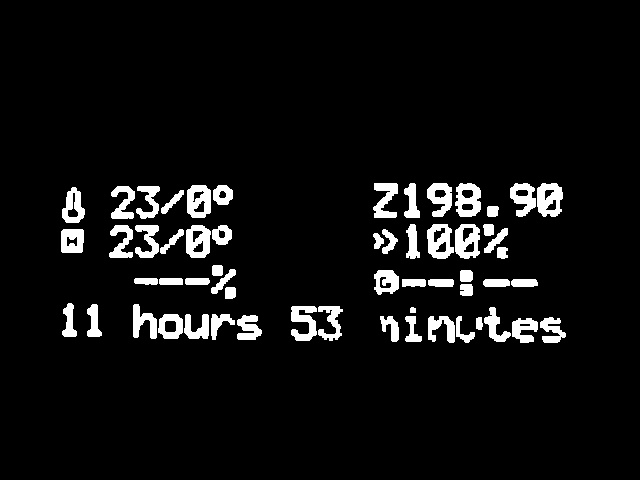 23/0° Z198.90
23/0° »100%
---% --:--
11 hours 53 minutes